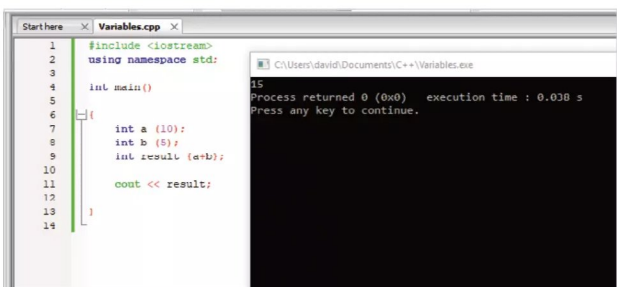 Start here Variables.cpp
1 #include <iostream>
2 using namespace std;
3
4 int main()
5
6 {
7 int a (10);
8 int b (5);
9 int result (a+b);
10
11 cout << result;
12
13 }
14
C:\Users\david\Documents\C++\Variables.exe
15
Process returned 0 (0x0) execution time : 0.038 s
Press any key to continue.